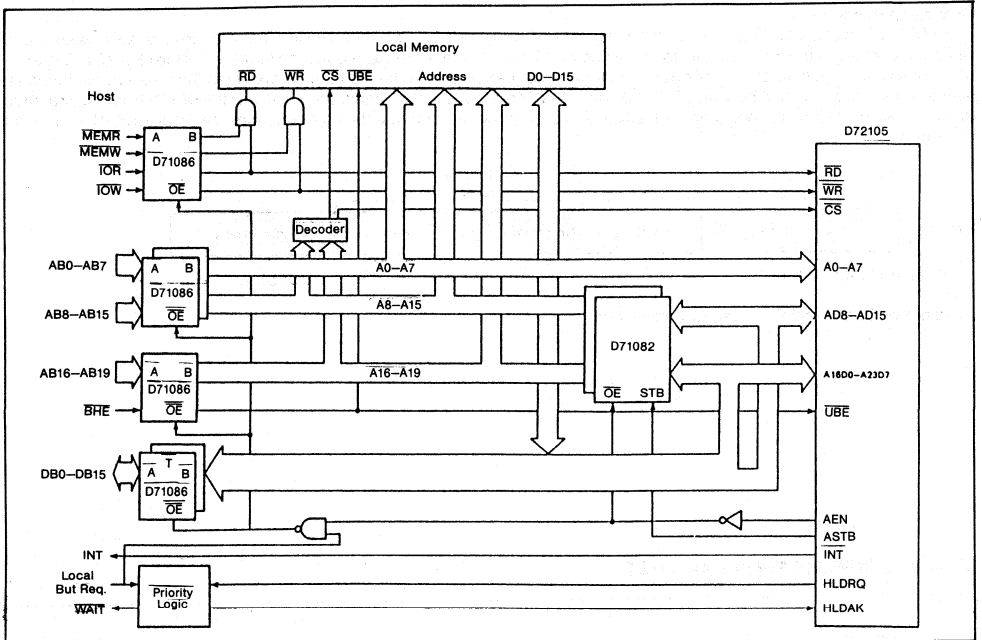 Local Memory
RD WR CS UBE Address D0–D15
Host
D72105
MEMR
MEMW
IOR
IOW
A B
D71086
OE
RD
WR
CS
Decoder
AB0–AB7
A B
D71086
OE
AB8–AB15
A0–A7
A0–A7
A8–A15
AD8–AD15
D71082
OE STB
AB16–AB19
A B
D71086
OE
A16–A19
A16D0–A23D7
BHE
UBE
DB0–DB15
T
A B
D71086
OE
AEN
ASTB
INT
INT
Local
But Req.
Priority
Logic
HLDRQ
WAIT
HLDAK